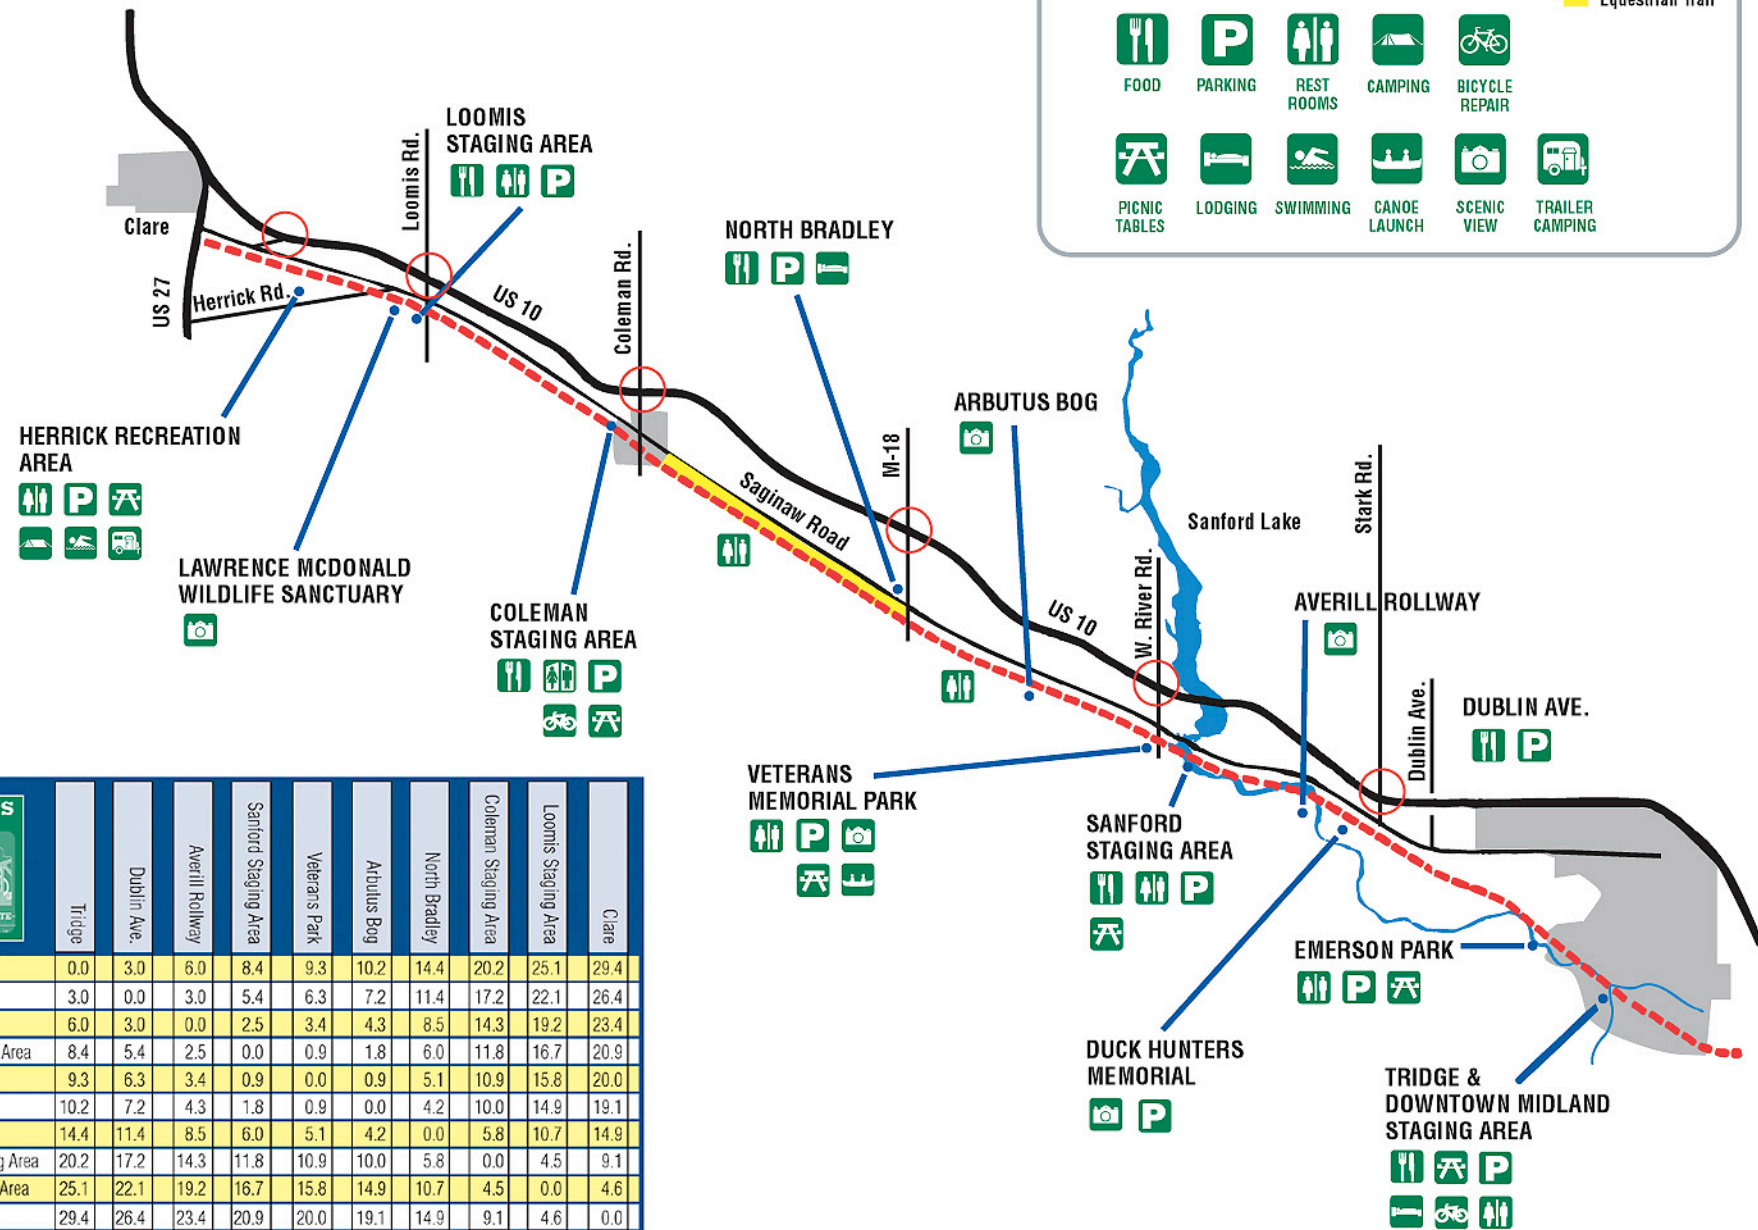 Equestrian Trail
FOOD
PARKING
REST
ROOMS
CAMPING
BICYCLE
REPAIR
PICNIC
TABLES
LODGING
SWIMMING
CANOE
LAUNCH
SCENIC
VIEW
TRAILER
CAMPING
LOOMIS
STAGING AREA
Loomis Rd.
Clare
US 27
Herrick Rd.
US 10
Coleman Rd.
NORTH BRADLEY
HERRICK RECREATION
AREA
LAWRENCE MCDONALD
WILDLIFE SANCTUARY
COLEMAN
STAGING AREA
Saginaw Road
M-18
ARBUTUS BOG
US 10
W. River Rd.
Sanford Lake
Stark Rd.
AVERILL ROLLWAY
Dublin Ave.
DUBLIN AVE.
VETERANS
MEMORIAL PARK
SANFORD
STAGING AREA
EMERSON PARK
DUCK HUNTERS
MEMORIAL
TRIDGE &
DOWNTOWN MIDLAND
STAGING AREA
S
TE
Tridge Dublin Ave. Averill Rollway Sanford Staging Area Veterans Park Arbutus Bog North Bradley Coleman Staging Area Loomis Staging Area Clare
0.0 3.0 6.0 8.4 9.3 10.2 14.4 20.2 25.1 29.4
3.0 0.0 3.0 5.4 6.3 7.2 11.4 17.2 22.1 26.4
6.0 3.0 0.0 2.5 3.4 4.3 8.5 14.3 19.2 23.4
Area 8.4 5.4 2.5 0.0 0.9 1.8 6.0 11.8 16.7 20.9
9.3 6.3 3.4 0.9 0.0 0.9 5.1 10.9 15.8 20.0
10.2 7.2 4.3 1.8 0.9 0.0 4.2 10.0 14.9 19.1
14.4 11.4 8.5 6.0 5.1 4.2 0.0 5.8 10.7 14.9
g Area 20.2 17.2 14.3 11.8 10.9 10.0 5.8 0.0 4.5 9.1
Area 25.1 22.1 19.2 16.7 15.8 14.9 10.7 4.5 0.0 4.6
29.4 26.4 23.4 20.9 20.0 19.1 14.9 9.1 4.6 0.0